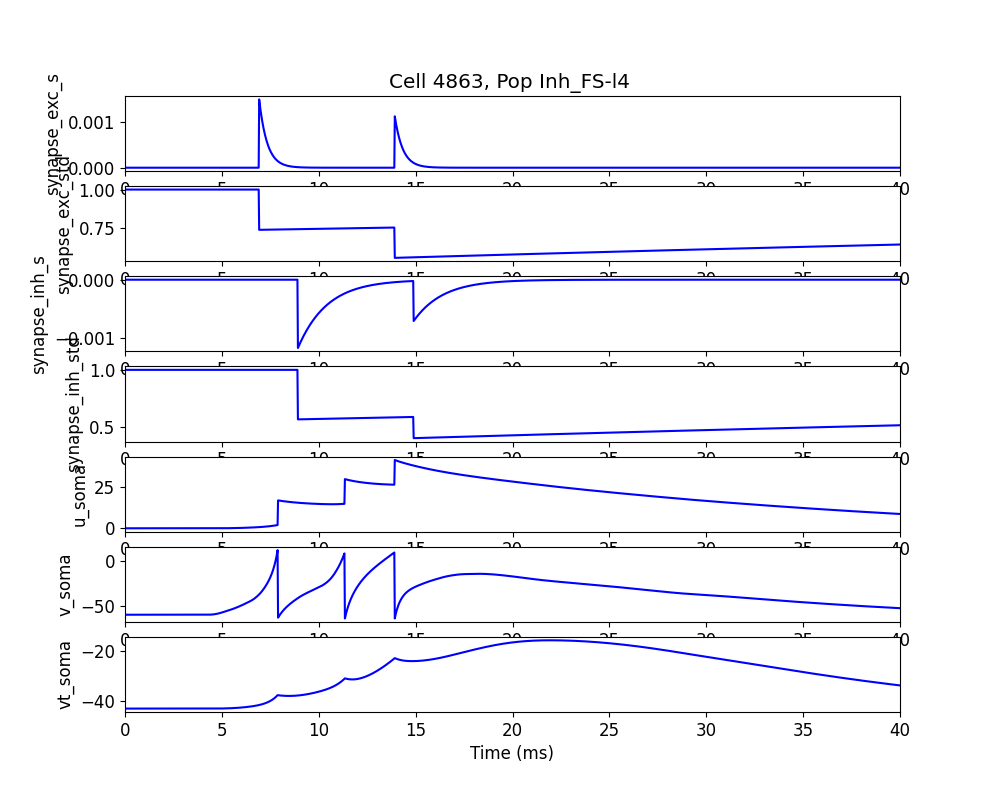 Cell 4863, Pop Inh_FS-l4
synapse_exc_s
0.001
0.000
synapse_exc_std
1.00
0.75
synapse_inh_s
0.000
−0.001
synapse_inh_std
1.0
0.5
u_soma
25
0
v_soma
0
−50
vt_soma
−20
−40
0 5 10 15 20 25 30 35 40
Time (ms)